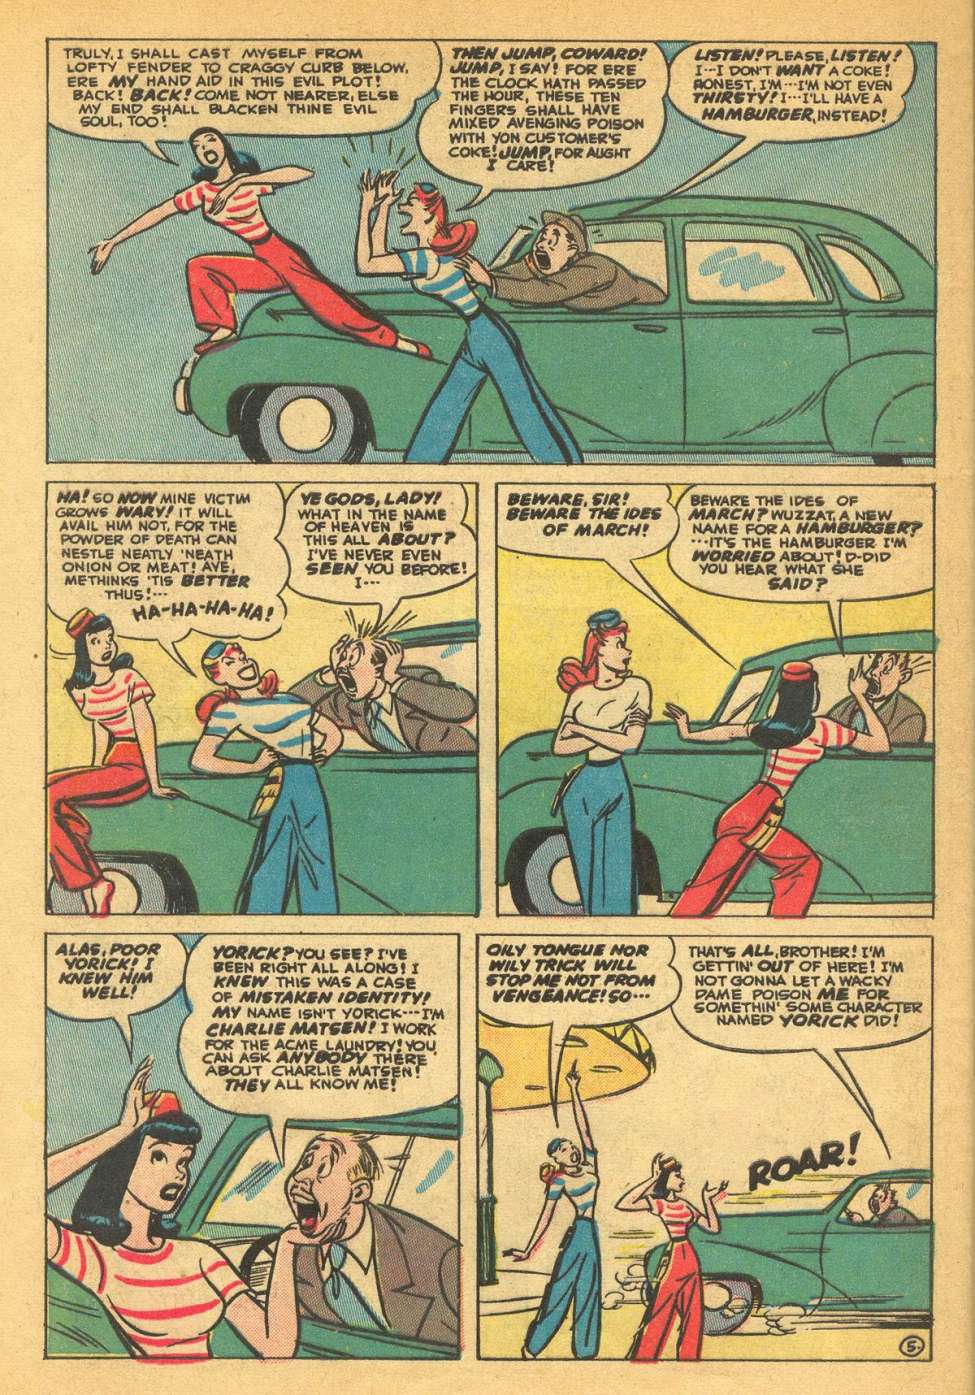 TRULY, I SHALL CAST MYSELF FROM
LOFTY FENDER TO CRAGGY CURB BELOW,
ERE MY HAND AID IN THIS EVIL PLOT!
BACK! BACK! COME NOT NEARER, ELSE
MY END SHALL BLACKEN THINE EVIL
SOUL, TOO!
THEN JUMP, COWARD!
JUMP, I SAY! FOR ERE
THE CLOCK HATH PASSED
THE HOUR, THESE TEN
FINGERS SHALL HAVE
MIXED AVENGING POISON
WITH YON CUSTOMER'S
COKE! JUMP, FOR AUGHT
I CARE!
LISTEN! PLEASE, LISTEN!
I--I DON'T WANT A COKE!
HONEST, I'M---I'M NOT EVEN
THIRSTY! I---I'LL HAVE A
HAMBURGER, INSTEAD!
HA! SO NOW MINE VICTIM
GROWS WARY! IT WILL
AVAIL HIM NOT, FOR THE
POWDER OF DEATH CAN
NESTLE NEATLY 'NEATH
ONION OR MEAT! AYE,
METHINKS 'TIS BETTER
THUS!---
HA-HA-HA-HA!
YE GODS, LADY!
WHAT IN THE NAME
OF HEAVEN IS
THIS ALL ABOUT?
I'VE NEVER EVEN
SEEN YOU BEFORE!
I---
BEWARE, SIR!
BEWARE THE IDES
OF MARCH!
BEWARE THE IDES OF
MARCH? WUZZAT, A NEW
NAME FOR A HAMBURGER?
---IT'S THE HAMBURGER I'M
WORRIED ABOUT! D-DID
YOU HEAR WHAT SHE
SAID?
ALAS, POOR
YORICK! I
KNEW HIM
WELL!
YORICK? YOU SEE? I'VE
BEEN RIGHT ALL ALONG! I
KNEW THIS WAS A CASE
OF MISTAKEN IDENTITY!
MY NAME ISN'T YORICK---I'M
CHARLIE MATSEN! I WORK
FOR THE ACME LAUNDRY! YOU
CAN ASK ANYBODY THERE
ABOUT CHARLIE MATSEN!
THEY ALL KNOW ME!
OILY TONGUE NOR
WILY TRICK WILL
STOP ME NOT FROM
VENGEANCE! SO---
THAT'S ALL, BROTHER! I'M
GETTIN' OUT OF HERE! I'M
NOT GONNA LET A WACKY
DAME POISON ME FOR
SOMETHIN' SOME CHARACTER
NAMED YORICK DID!
ROAR!
5.